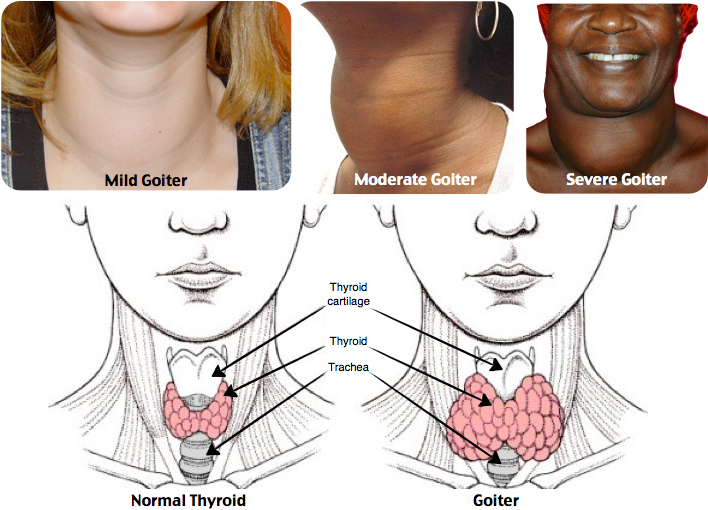 Mild Goiter
Moderate Goiter
Severe Goiter
Thyroid
cartilage
Thyroid
Trachea
Normal Thyroid
Goiter